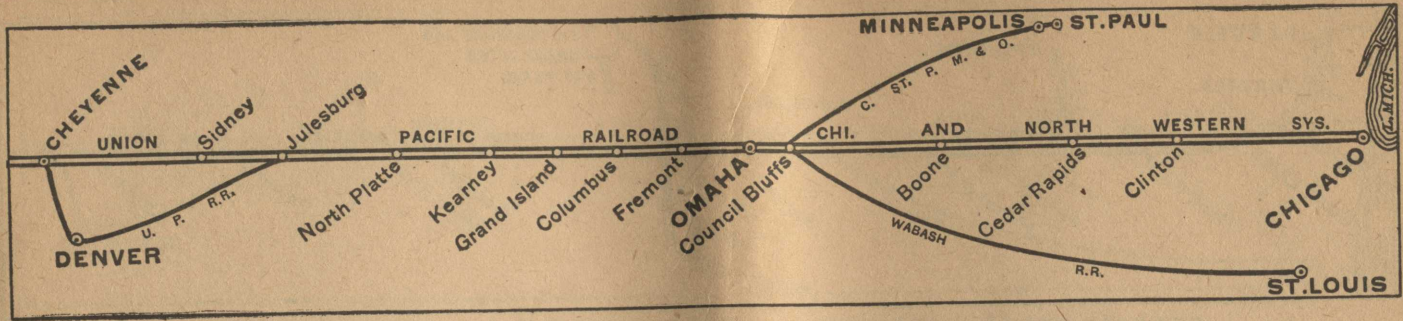 MINNEAPOLIS ST.PAUL
C. ST. P. M. & O.
L. MICH.
CHEYENNE
UNION PACIFIC RAILROAD
Sidney
Julesburg
CHI. AND NORTH WESTERN SYS.
North Platte
Kearney
Grand Island
Columbus
Fremont
OMAHA
Council Bluffs
Boone
Cedar Rapids
Clinton
CHICAGO
U. P. R.R.
DENVER
WABASH R.R.
ST.LOUIS